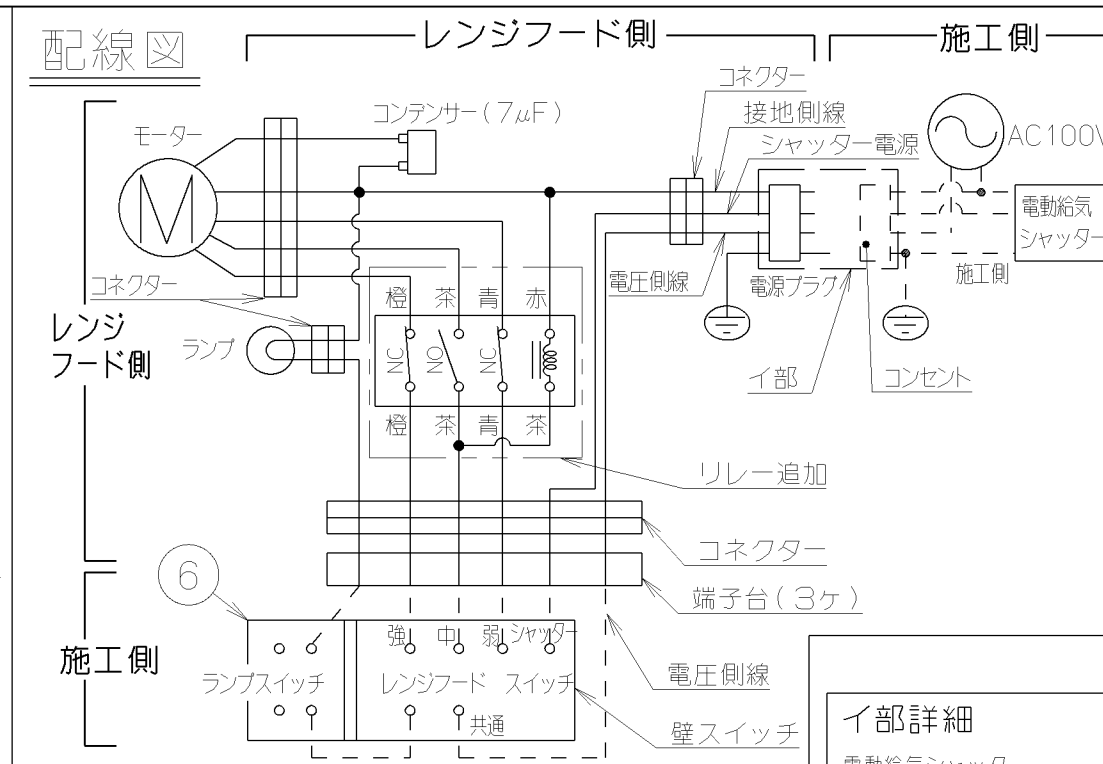 配線図
レンジフード側
施工側
コネクター
接地側線
シャッター電源
コンデンサー(7μF)
モーター
M
AC100V
電動給気
シャッター
施工側
電圧側線
電源プラグ
コネクター
橙 茶 青 赤
レンジ
フード側
ランプ
NC NO NC
イ部
コンセント
橙 茶 青 茶
リレー追加
コネクター
⑥
端子台(3ケ)
強 中 弱 シャッター
施工側
ランプスイッチ
レンジフード スイッチ
電圧側線
共通
壁スイッチ
イ部詳細